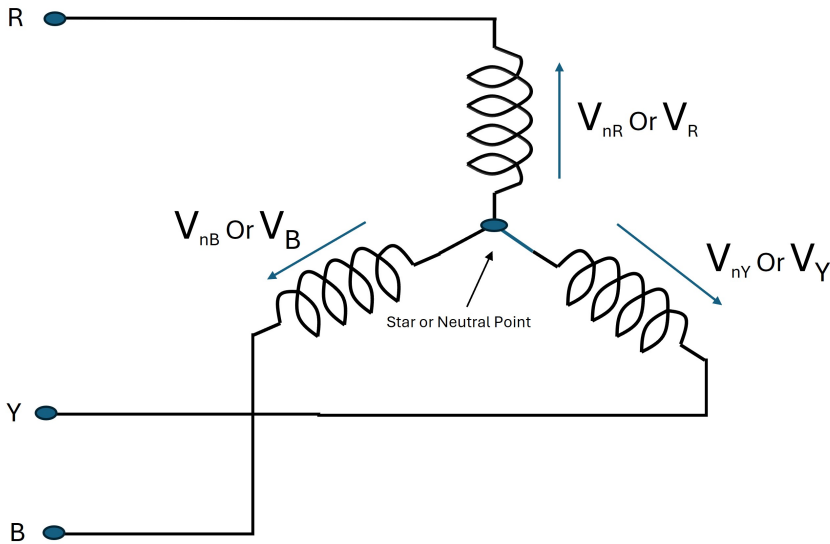 R
VnR Or VR
VnB Or VB
VnY Or VY
Star or Neutral Point
Y
B